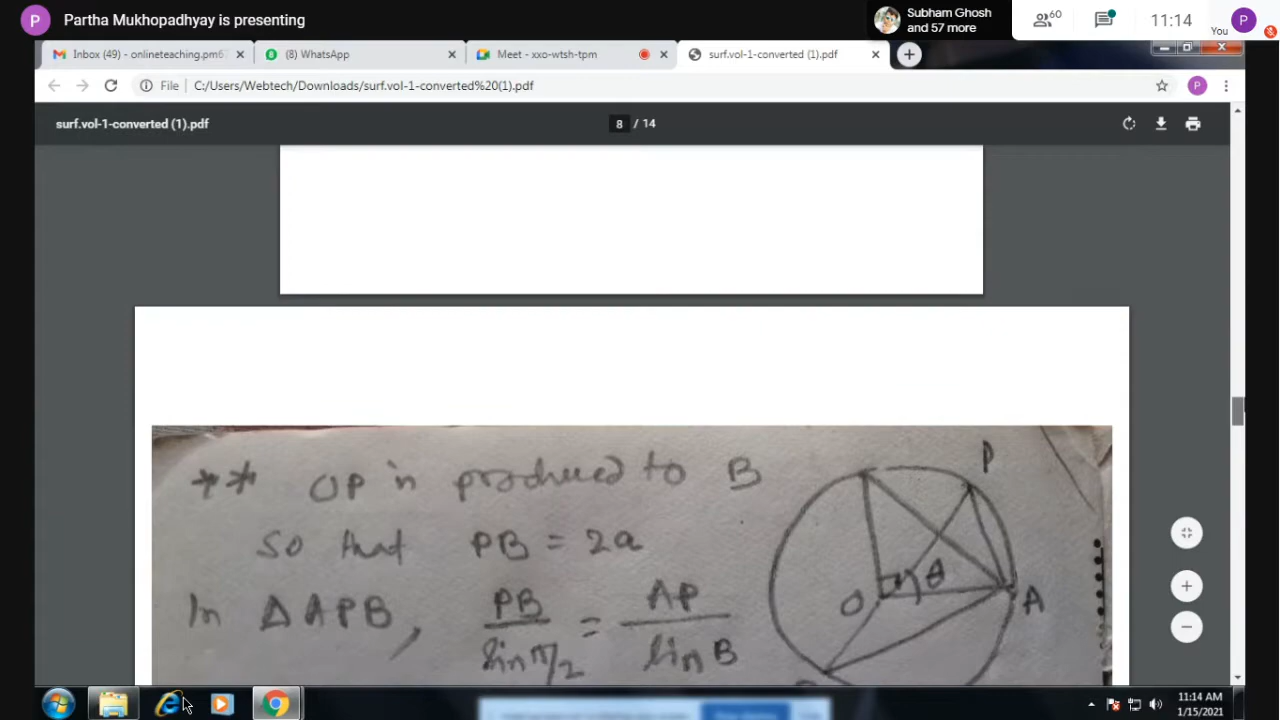 P
Partha Mukhopadhyay is presenting
Subham Ghosh
and 57 more
60
11:14
You
P
Inbox (49) - onlineteaching.pm6
(8) WhatsApp
Meet - xxo-wtsh-tpm
surf.vol-1-converted (1).pdf
File
C:/Users/Webtech/Downloads/surf.vol-1-converted%20(1).pdf
P
surf.vol-1-converted (1).pdf
8 / 14
** OP is produced to B
So that PB = 2a
In Δ APB, PB/sin π/2 = AP/sin B
P
O
θ
A
11:14 AM
1/15/2021